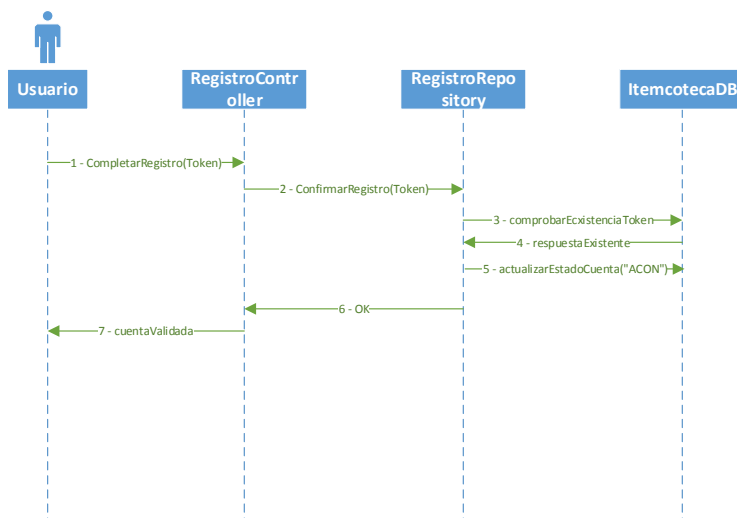 Usuario
RegistroContr
oller
RegistroRepo
sitory
ItemcotecaDB
1 - CompletarRegistro(Token)
2 - ConfirmarRegistro(Token)
3 - comprobarEcxistenciaToken
4 - respuestaExistente
5 - actualizarEstadoCuenta("ACON")
6 - OK
7 - cuentaValidada